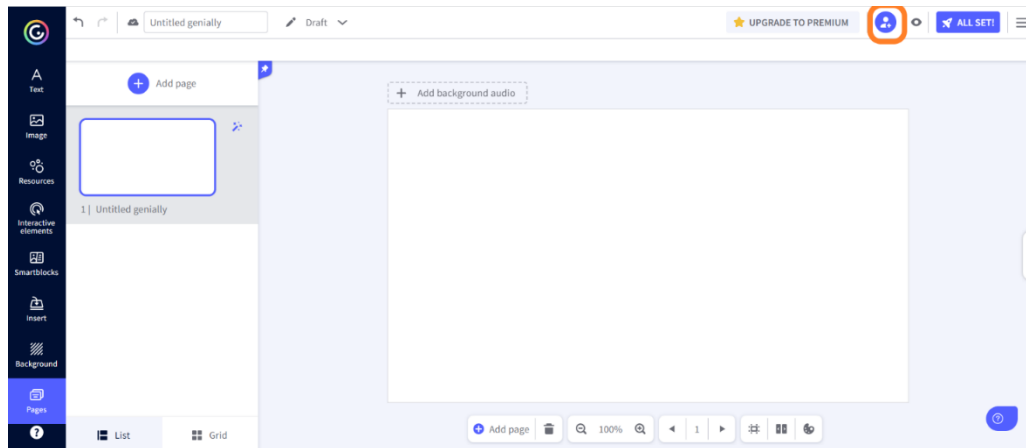 Untitled genially
Draft
UPGRADE TO PREMIUM
ALL SET!
Text
Image
Resources
Interactive
elements
Smartblocks
Insert
Background
Pages
Add page
1 | Untitled genially
List
Grid
Add background audio
Add page
100%
1